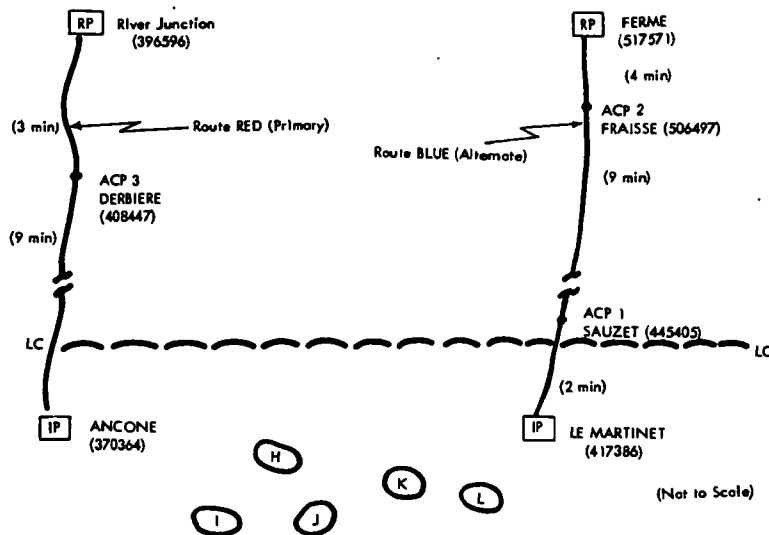 RP River Junction
(396596)
RP FERME
(517571)
(4 min)
(3 min) Route RED (Primary)
ACP 2
FRAISSE (506497)
Route BLUE (Alternate)
ACP 3
DERBIERE
(408447)
(9 min)
(9 min)
ACP 1
SAUZET (445405)
LC
LC
(2 min)
IP ANCONE
(370364)
IP LE MARTINET
(417386)
H
K
L
I
J
(Not to Scale)